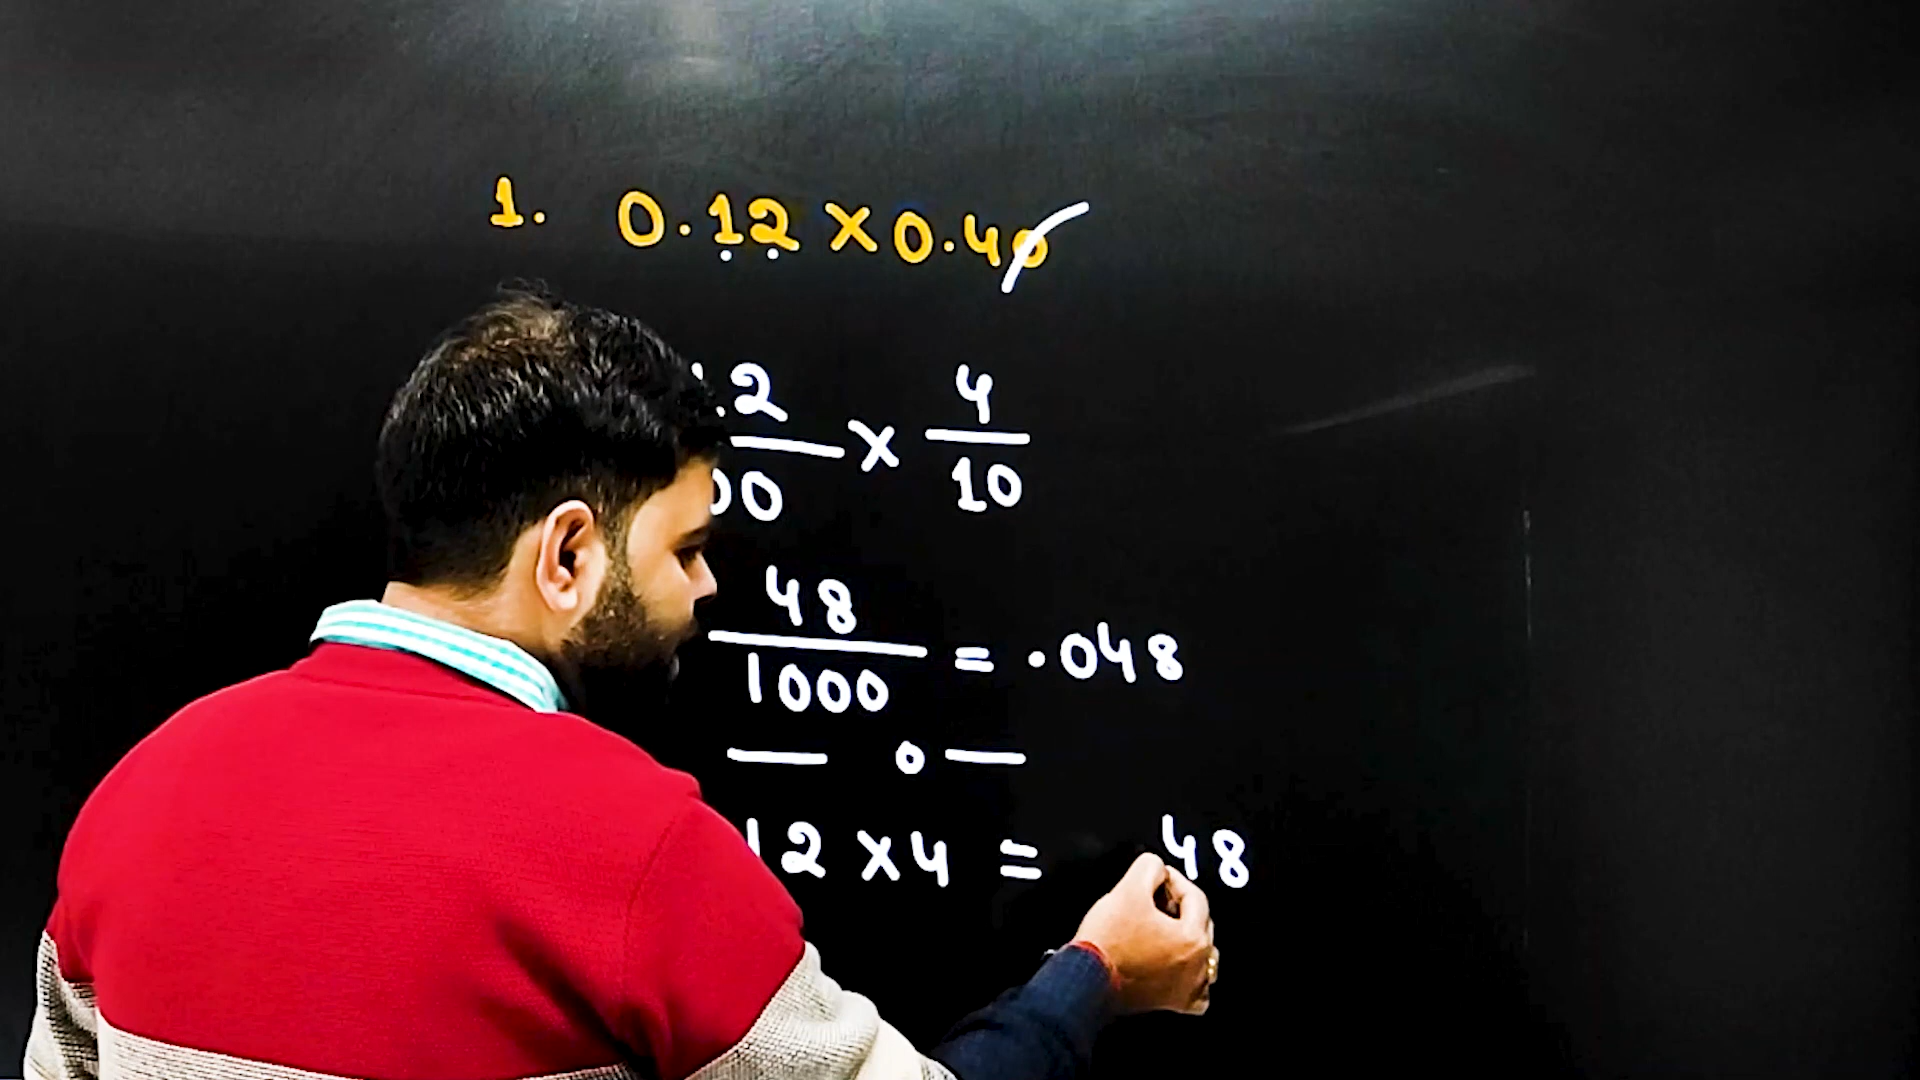 1. 0.12 × 0.40
2/00 × 4/10
48/1000 = .048
— o —
12 × 4 = 48